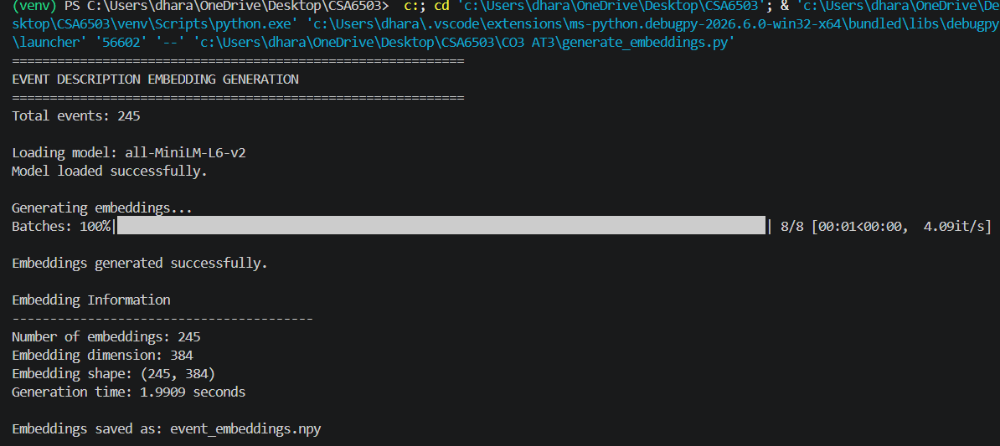 (venv) PS C:\Users\dhara\OneDrive\Desktop\CSA6503>  c:; cd 'c:\Users\dhara\OneDrive\Desktop\CSA6503'; & 'c:\Users\dhara\OneDrive\De
sktop\CSA6503\venv\Scripts\python.exe' 'c:\Users\dhara\.vscode\extensions\ms-python.debugpy-2026.6.0-win32-x64\bundled\libs\debugpy
\launcher' '56602' '--' 'c:\Users\dhara\OneDrive\Desktop\CSA6503\CO3 AT3\generate_embeddings.py'
============================================================
EVENT DESCRIPTION EMBEDDING GENERATION
============================================================
Total events: 245
Loading model: all-MiniLM-L6-v2
Model loaded successfully.
Generating embeddings...
Batches: 100%|██████████| 8/8 [00:01<00:00,  4.09it/s]
Embeddings generated successfully.
Embedding Information
----------------------------------------
Number of embeddings: 245
Embedding dimension: 384
Embedding shape: (245, 384)
Generation time: 1.9909 seconds
Embeddings saved as: event_embeddings.npy